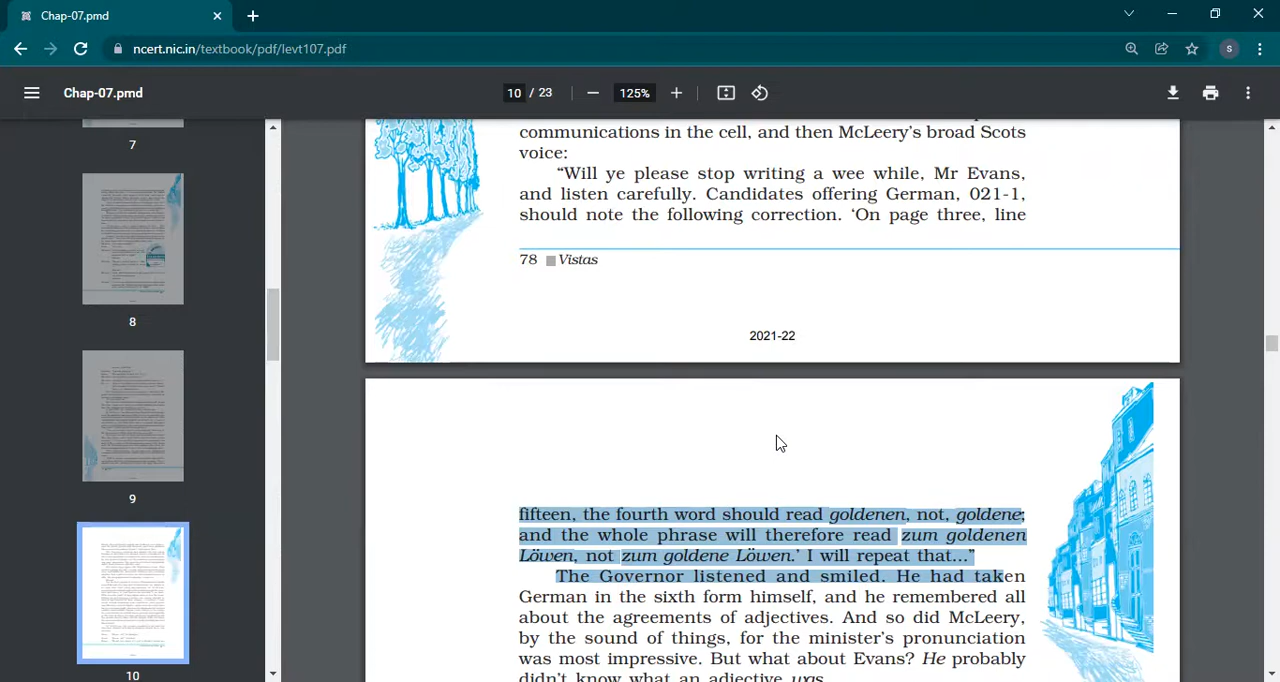 Chap-07.pmd
ncert.nic.in/textbook/pdf/levt107.pdf
S
Chap-07.pmd
10 / 23
125%
7
8
9
10
communications in the cell, and then McLeery's broad Scots
voice:
“Will ye please stop writing a wee while, Mr Evans,
and listen carefully. Candidates offering German, 021-1,
should note the following correction. ‘On page three, line
78 Vistas
2021-22
fifteen, the fourth word should read goldenen, not, goldene;
and the whole phrase will therefore read zum goldenen
Löwen not zum goldene Löwen.’ I will repeat that...”
The Governor listened and smiled. He had taken
German in the sixth form himself, and he remembered all
about the agreements of adjectives. And so did McLeery,
by the sound of things, for the minister's pronunciation
was most impressive. But what about Evans? He probably
didn't know what an adjective was.